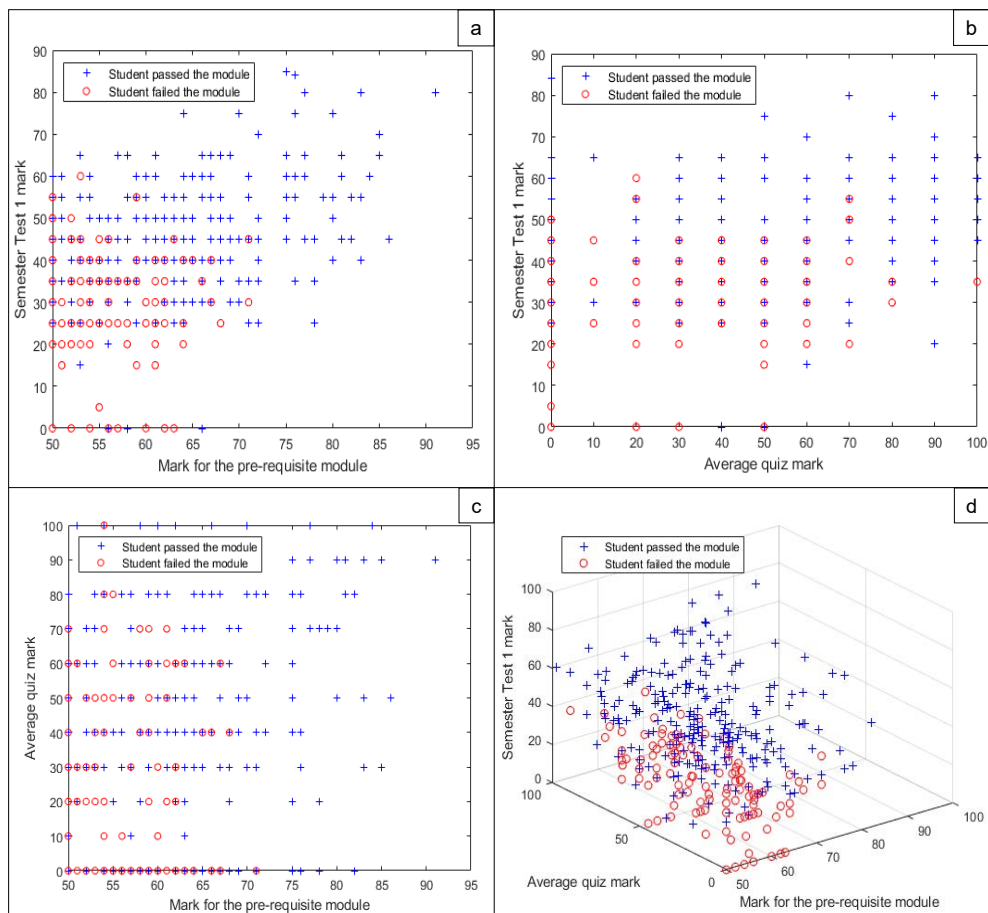 a
90
80
70
60
50
40
30
20
10
0
Semester Test 1 mark
Student passed the module
Student failed the module
50 55 60 65 70 75 80 85 90 95
Mark for the pre-requisite module
b
90
80
70
60
50
40
30
20
10
0
Semester Test 1 mark
Student passed the module
Student failed the module
0 10 20 30 40 50 60 70 80 90 100
Average quiz mark
c
100
90
80
70
60
50
40
30
20
10
0
Average quiz mark
Student passed the module
Student failed the module
50 55 60 65 70 75 80 85 90 95
Mark for the pre-requisite module
d
Student passed the module
Student failed the module
100
80
60
40
20
0
Semester Test 1 mark
100
50
0
Average quiz mark
50 60 70 80 90 100
Mark for the pre-requisite module